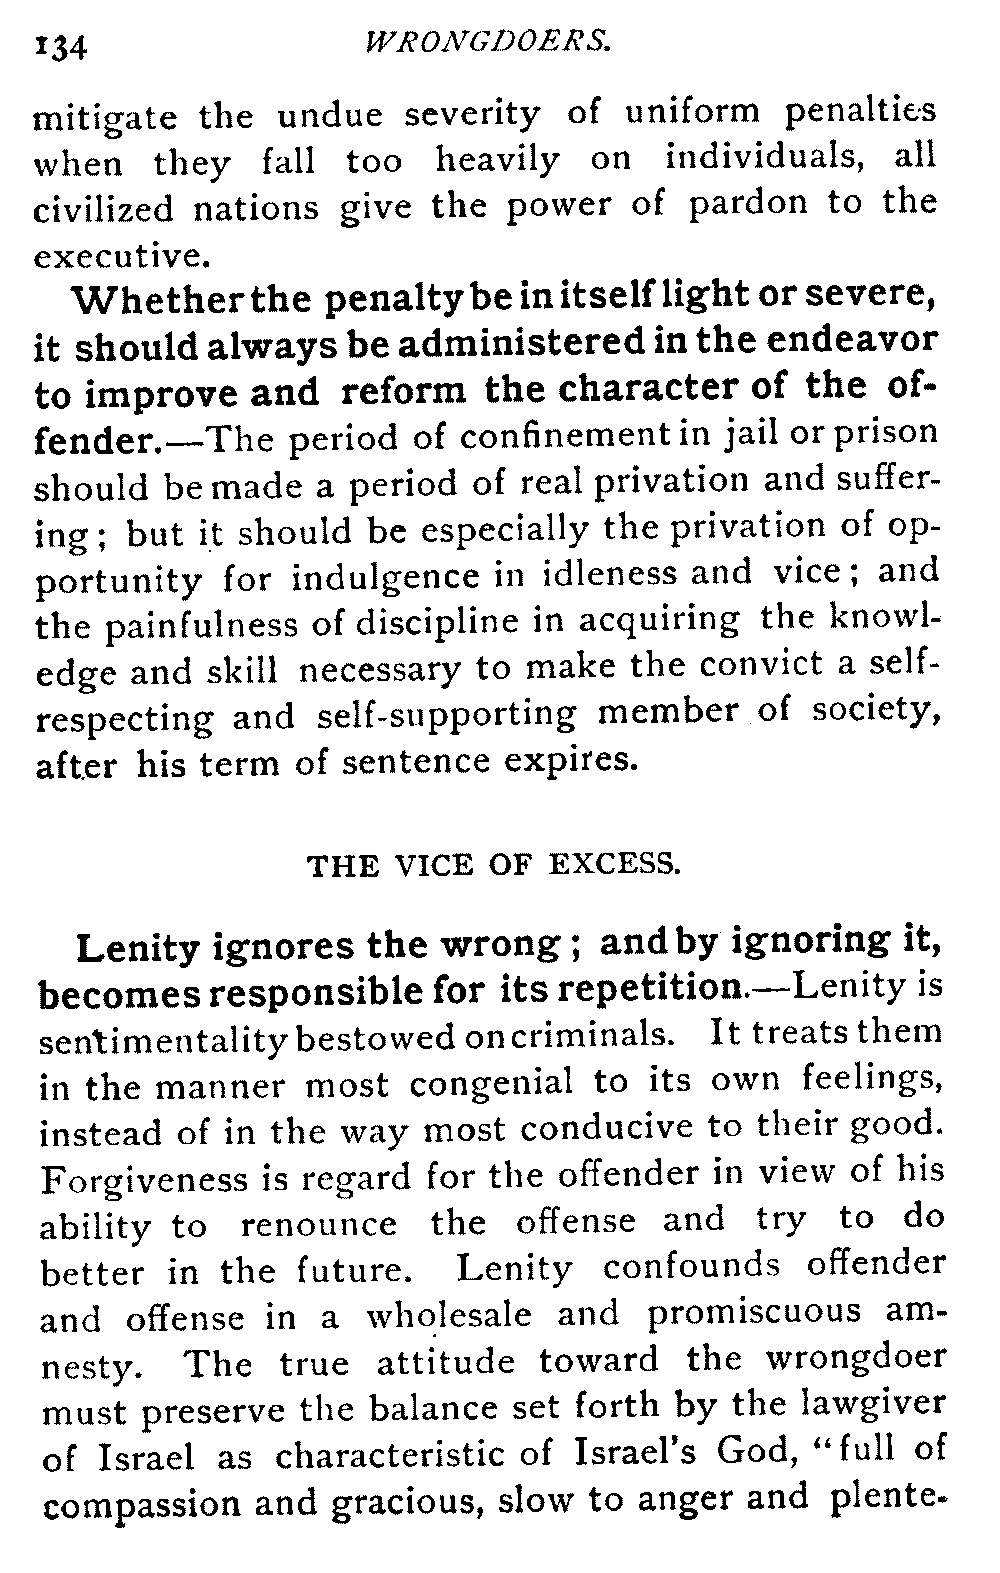 134 WRONGDOERS.
mitigate the undue severity of uniform penalties
when they fall too heavily on individuals, all
civilized nations give the power of pardon to the
executive.
Whether the penalty be in itself light or severe,
it should always be administered in the endeavor
to improve and reform the character of the of-
fender.—The period of confinement in jail or prison
should be made a period of real privation and suffer-
ing; but it should be especially the privation of op-
portunity for indulgence in idleness and vice; and
the painfulness of discipline in acquiring the knowl-
edge and skill necessary to make the convict a self-
respecting and self-supporting member of society,
after his term of sentence expires.
THE VICE OF EXCESS.
Lenity ignores the wrong; and by ignoring it,
becomes responsible for its repetition.—Lenity is
sentimentality bestowed on criminals. It treats them
in the manner most congenial to its own feelings,
instead of in the way most conducive to their good.
Forgiveness is regard for the offender in view of his
ability to renounce the offense and try to do
better in the future. Lenity confounds offender
and offense in a wholesale and promiscuous am-
nesty. The true attitude toward the wrongdoer
must preserve the balance set forth by the lawgiver
of Israel as characteristic of Israel's God, "full of
compassion and gracious, slow to anger and plente-